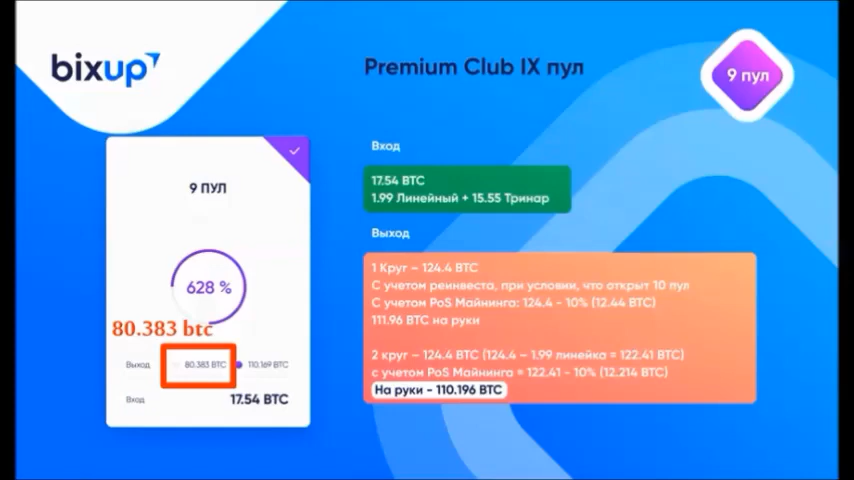 bixup
Premium Club IX пул
9 пул
9 ПУЛ
628 %
80.383 btc
Выход 80.383 BTC 110.169 BTC
Вход 17.54 BTC
Вход
17.54 BTC
1.99 Линейный + 15.55 Тринар
Выход
1 Круг – 124.4 BTC
С учетом реинвеста, при условии, что открыт 10 пул
С учетом PoS Майнинга: 124.4 - 10% (12.44 BTC)
111.96 BTC на руки
2 круг – 124.4 BTC (124.4 – 1.99 линейка = 122.41 BTC)
с учетом PoS Майнинга = 122.41 - 10% (12.214 BTC)
На руки - 110.196 BTC